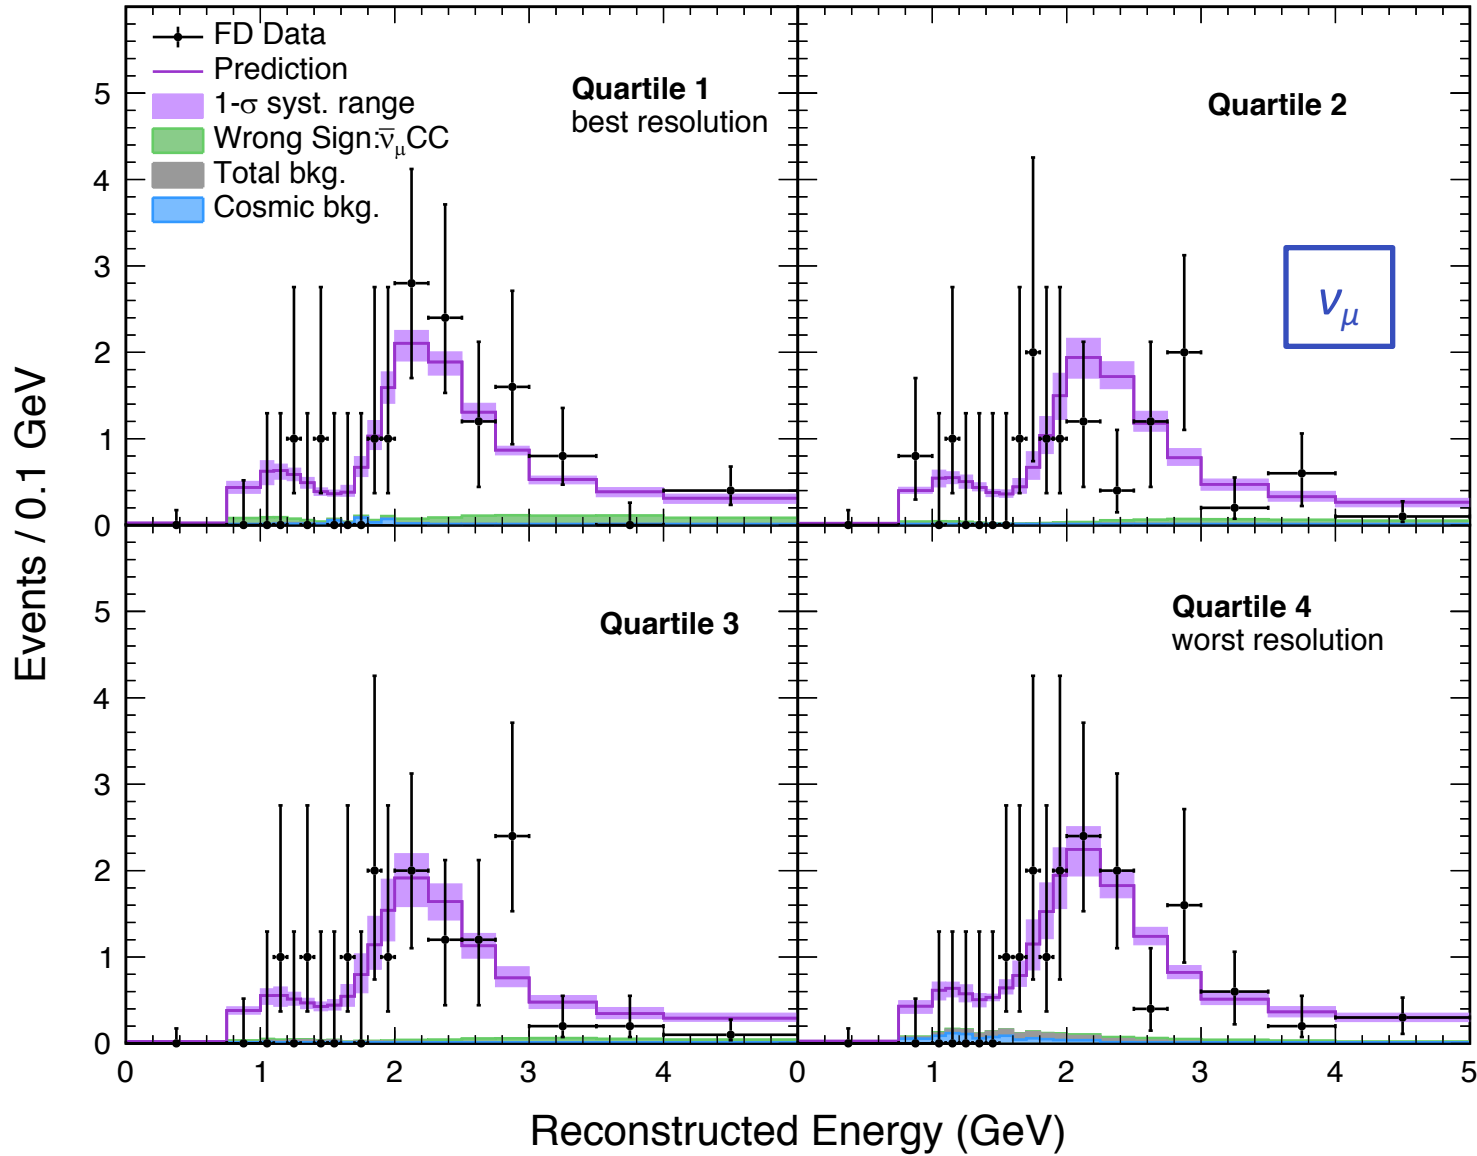 FD Data
Prediction
1-σ syst. range
Wrong Sign:ν̅μCC
Total bkg.
Cosmic bkg.
Quartile 1
best resolution
Quartile 2
νμ
Quartile 3
Quartile 4
worst resolution
Events / 0.1 GeV
5
4
3
2
1
0
5
4
3
2
1
0
0 1 2 3 4 0 1 2 3 4 5
Reconstructed Energy (GeV)